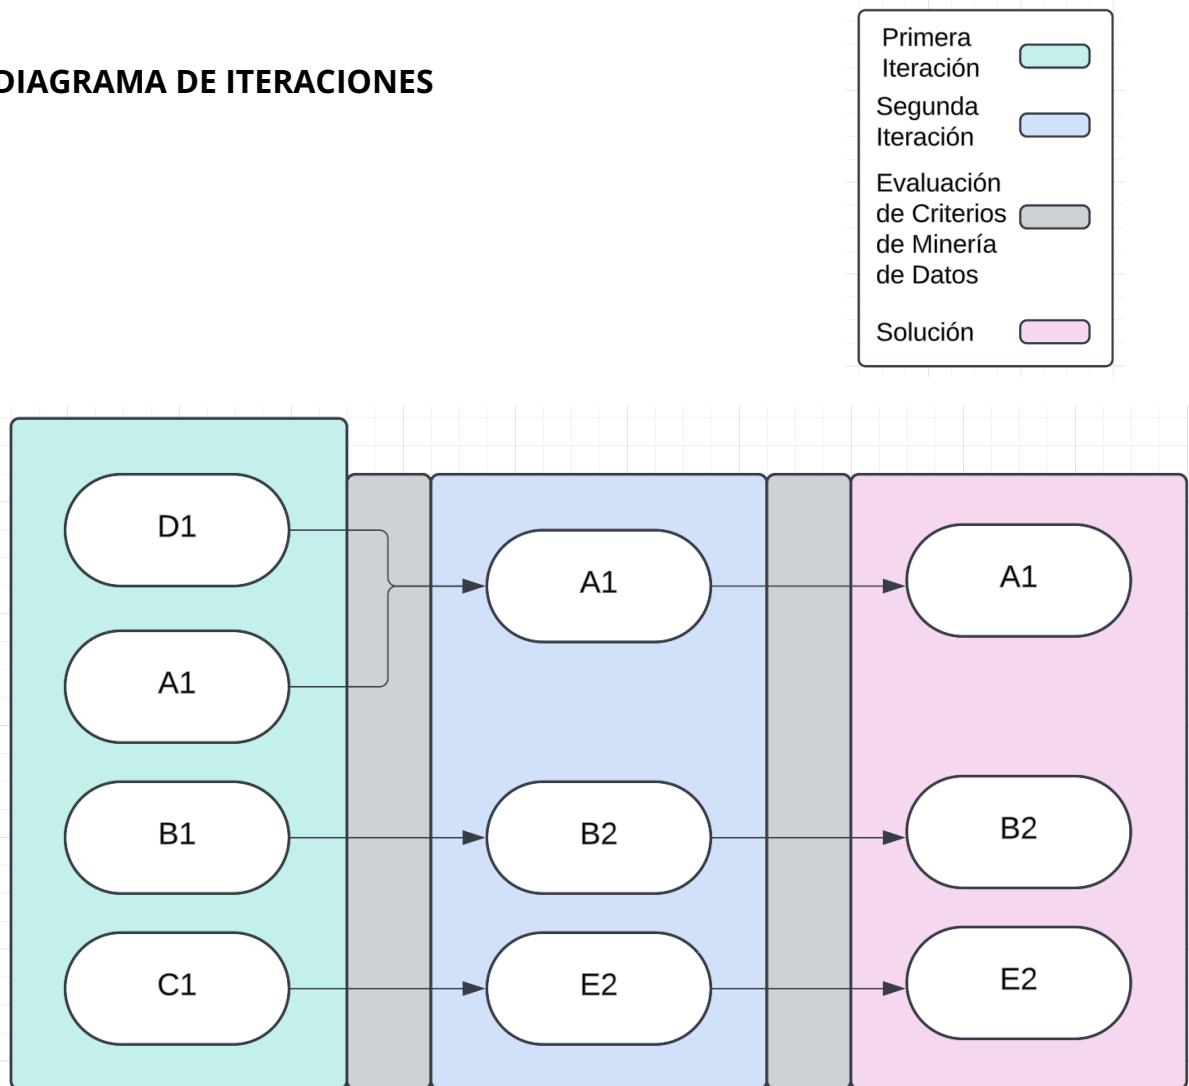 DIAGRAMA DE ITERACIONES
Primera
Iteración
Segunda
Iteración
Evaluación
de Criterios
de Minería
de Datos
Solución
D1
A1
B1
C1
A1
B2
E2
A1
B2
E2